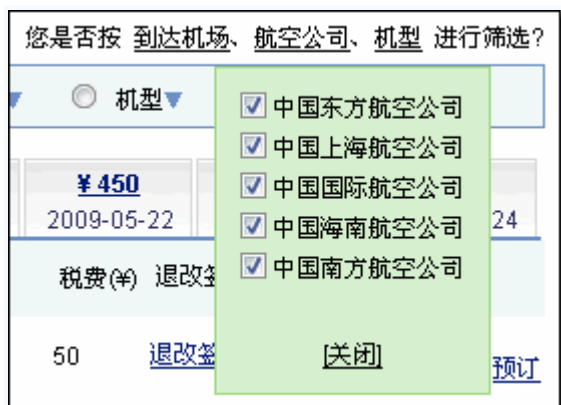 您是否按 到达机场、航空公司、机型 进行筛选?
机型▼
中国东方航空公司
中国上海航空公司
中国国际航空公司
中国海南航空公司
中国南方航空公司
[关闭]
¥450
2009-05-22
24
税费(¥) 退改
50 退改签
预订